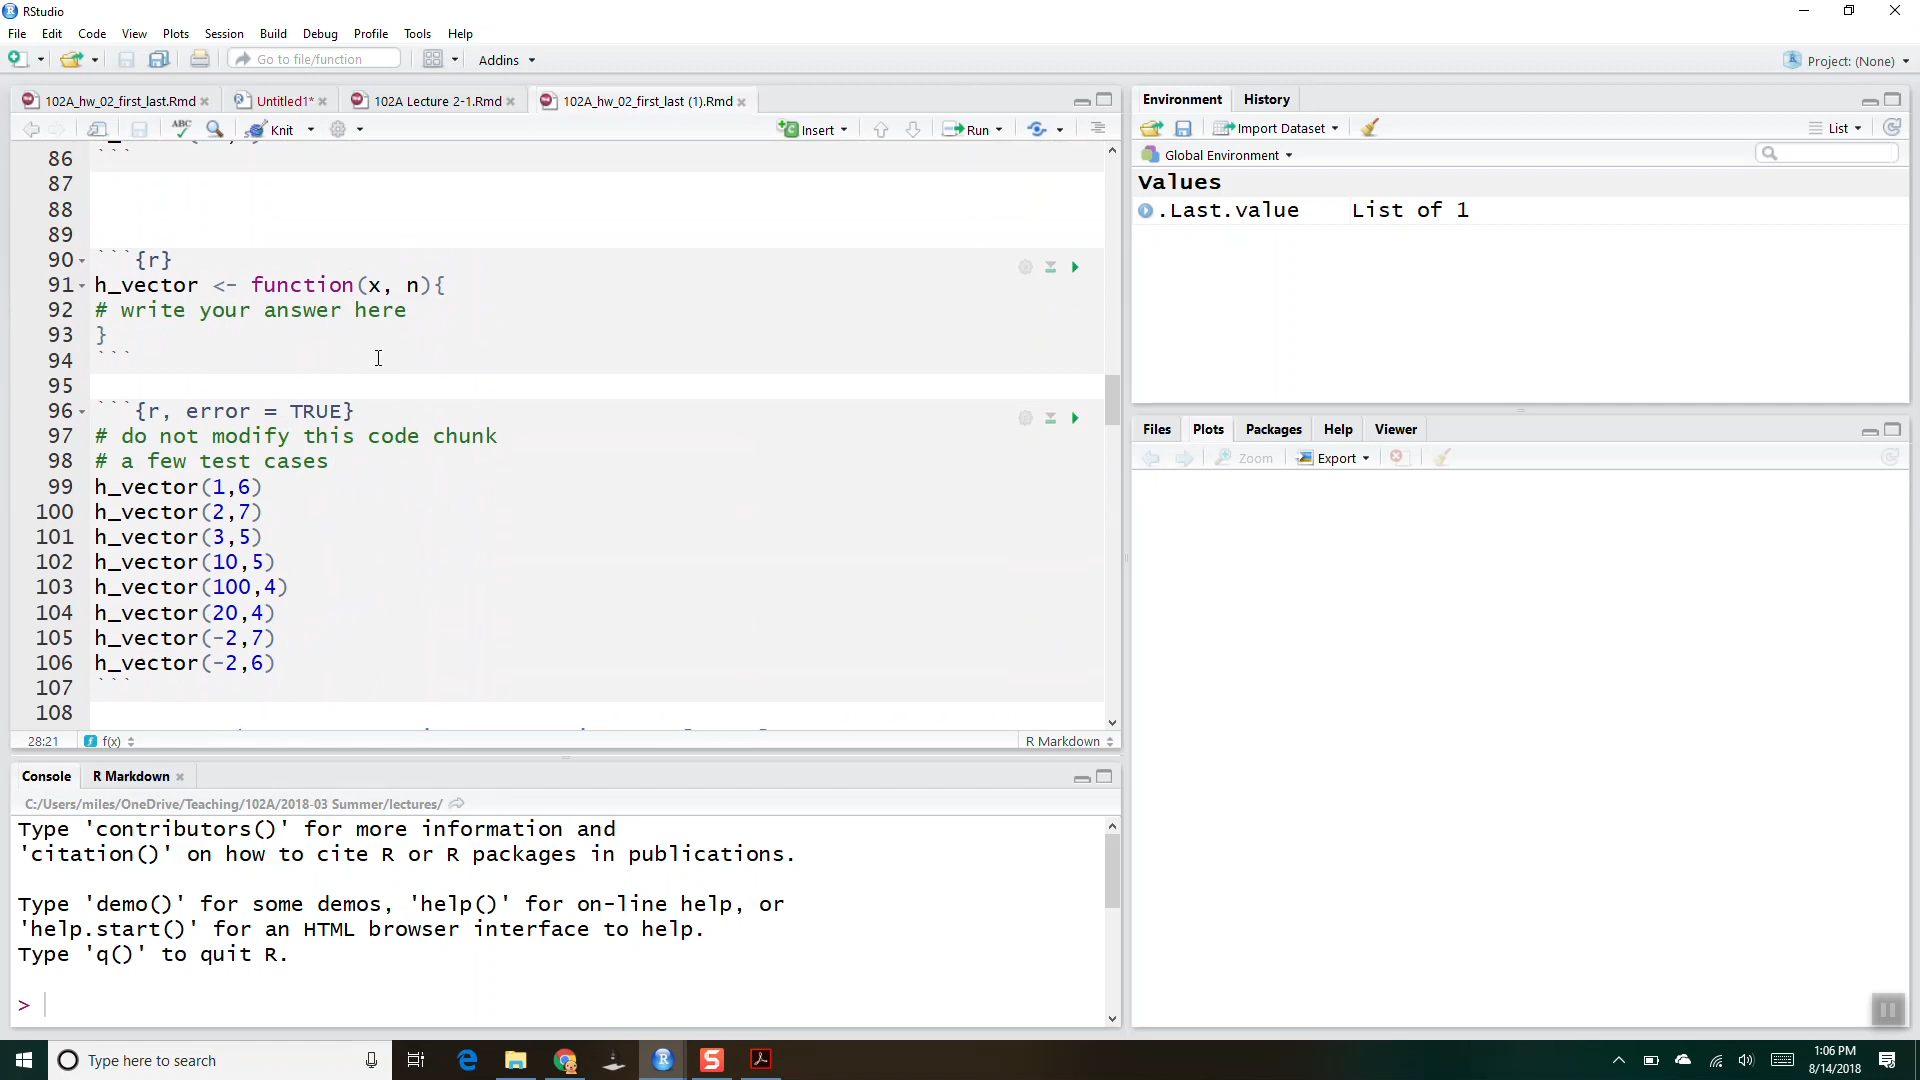 RStudio
File Edit Code View Plots Session Build Debug Profile Tools Help
Go to file/function Addins Project: (None)
102A_hw_02_first_last.Rmd Untitled1* 102A Lecture 2-1.Rmd 102A_hw_02_first_last (1).Rmd
ABC Knit Insert Run
86 ```
87
88
89
90 ```{r}
91 h_vector <- function(x, n){
92 # write your answer here
93 }
94 ```
95
96 ```{r, error = TRUE}
97 # do not modify this code chunk
98 # a few test cases
99 h_vector(1,6)
100 h_vector(2,7)
101 h_vector(3,5)
102 h_vector(10,5)
103 h_vector(100,4)
104 h_vector(20,4)
105 h_vector(-2,7)
106 h_vector(-2,6)
107 ```
108
28:21 f(x) R Markdown
Console R Markdown
C:/Users/miles/OneDrive/Teaching/102A/2018-03 Summer/lectures/
Type 'contributors()' for more information and
'citation()' on how to cite R or R packages in publications.
Type 'demo()' for some demos, 'help()' for on-line help, or
'help.start()' for an HTML browser interface to help.
Type 'q()' to quit R.
>
Environment History
Import Dataset List
Global Environment
Values
.Last.value List of 1
Files Plots Packages Help Viewer
Zoom Export
Type here to search
1:06 PM
8/14/2018